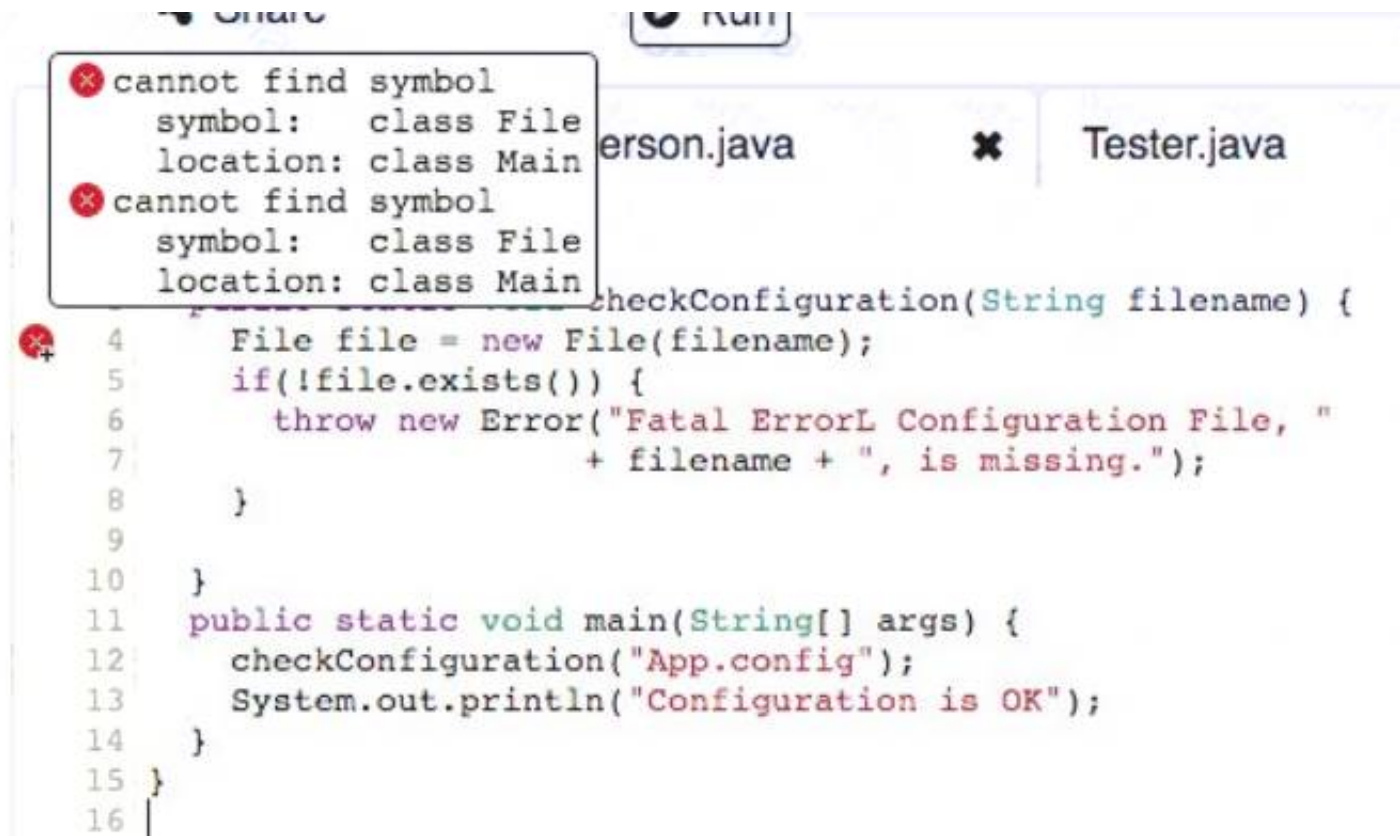 Share
Run
cannot find symbol
symbol: class File
location: class Main
cannot find symbol
symbol: class File
location: class Main
erson.java ✖ Tester.java
checkConfiguration(String filename) {
4 File file = new File(filename);
5 if(!file.exists()) {
6 throw new Error("Fatal ErrorL Configuration File, "
7 + filename + ", is missing.");
8 }
9
10 }
11 public static void main(String[] args) {
12 checkConfiguration("App.config");
13 System.out.println("Configuration is OK");
14 }
15 }
16